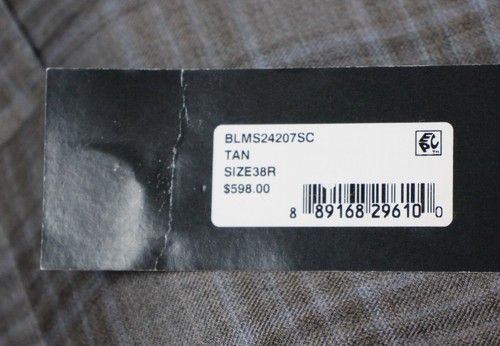 BLMS24207SC
TAN
SIZE38R
$598.00
8 89168 29610 0